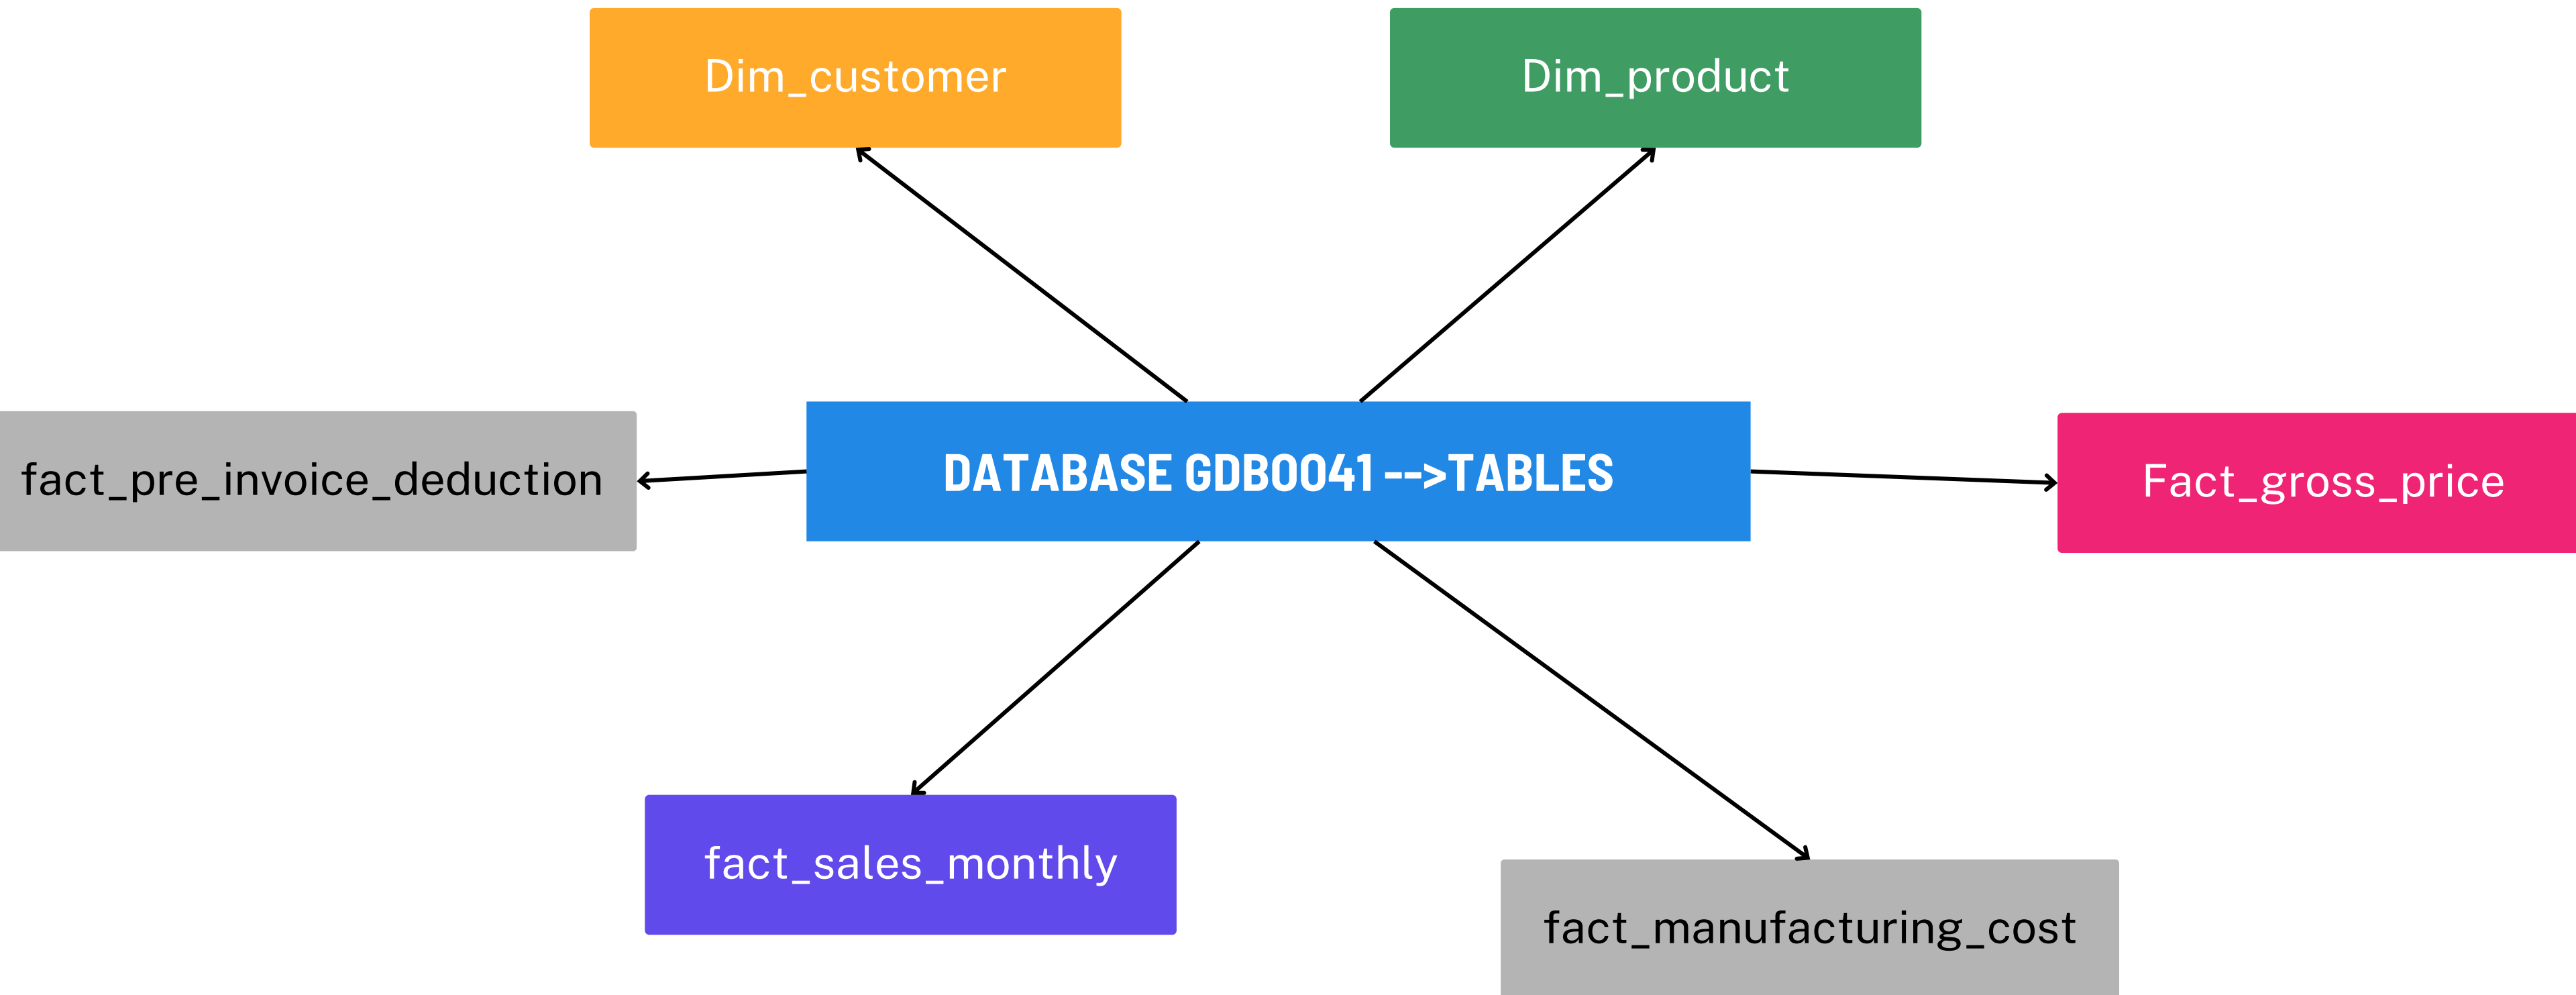 Dim_customer
Dim_product
fact_pre_invoice_deduction
DATABASE GDB0041 -->TABLES
Fact_gross_price
fact_sales_monthly
fact_manufacturing_cost